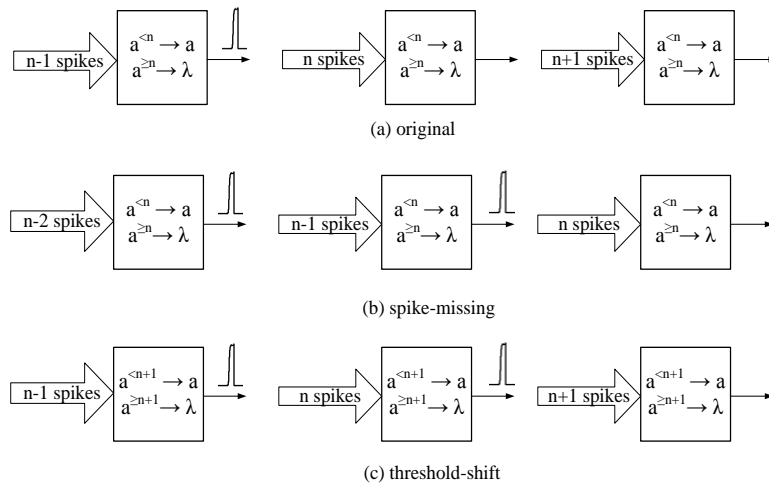 n-1 spikes
a^{<n} → a
a^{≥n} → λ
n spikes
a^{<n} → a
a^{≥n} → λ
n+1 spikes
a^{<n} → a
a^{≥n} → λ
(a) original
n-2 spikes
a^{<n} → a
a^{≥n} → λ
n-1 spikes
a^{<n} → a
a^{≥n} → λ
n spikes
a^{<n} → a
a^{≥n} → λ
(b) spike-missing
n-1 spikes
a^{<n+1} → a
a^{≥n+1} → λ
n spikes
a^{<n+1} → a
a^{≥n+1} → λ
n+1 spikes
a^{<n+1} → a
a^{≥n+1} → λ
(c) threshold-shift